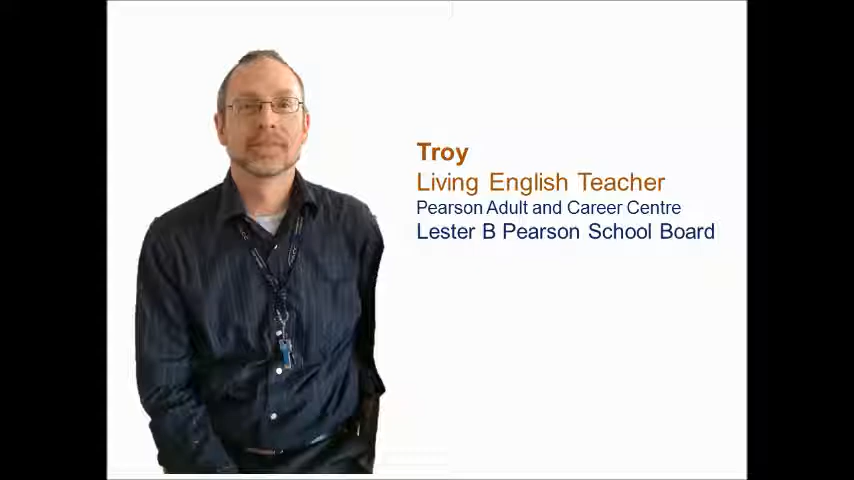 Troy
Living English Teacher
Pearson Adult and Career Centre
Lester B Pearson School Board